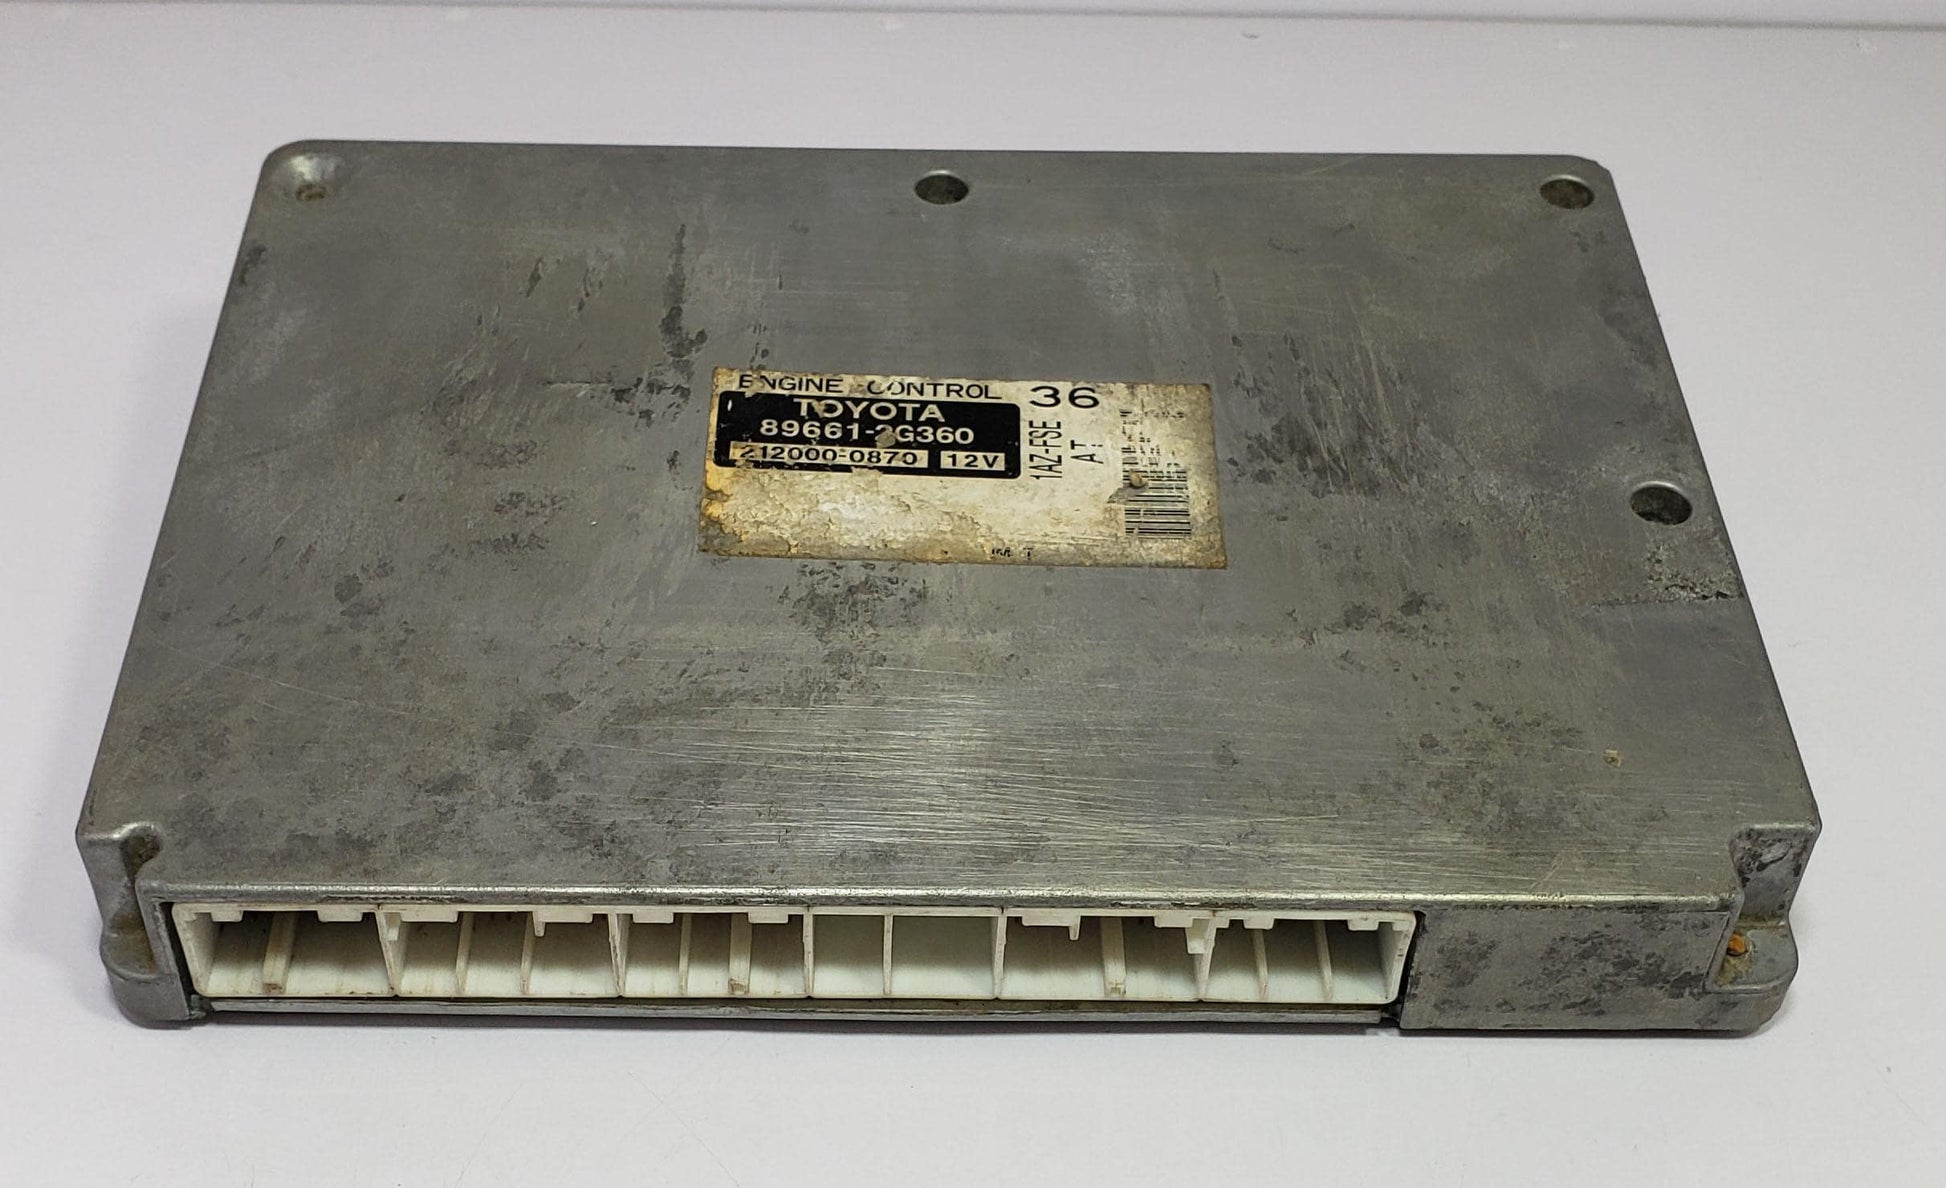 ENGINE CONTROL
36
TOYOTA
89661-2G360
212000-0870 12V
1AZ-FSE
AT